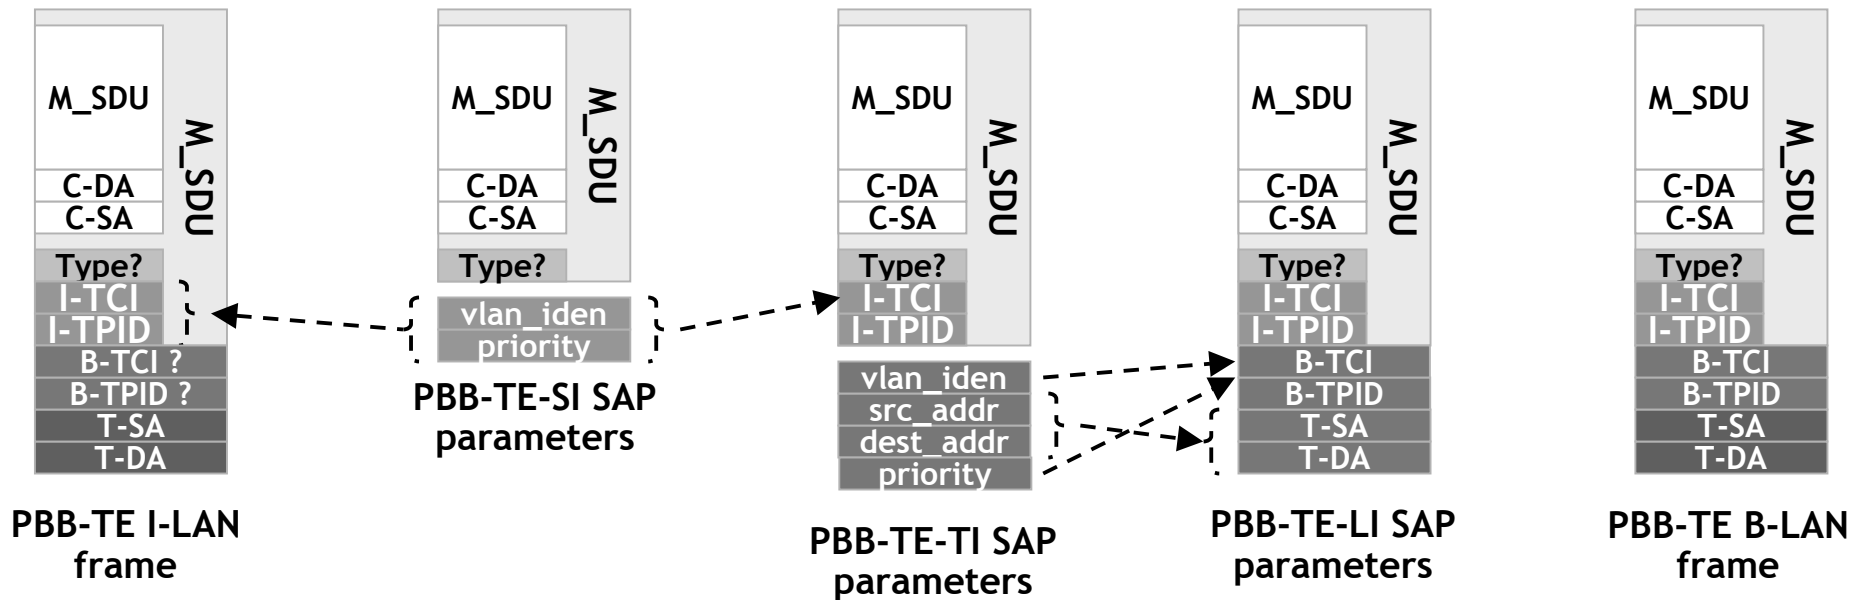 M_SDU
C-DA
C-SA
Type?
I-TCI
I-TPID
B-TCI ?
B-TPID ?
T-SA
T-DA
M_SDU
PBB-TE I-LAN
frame
M_SDU
C-DA
C-SA
Type?
M_SDU
vlan_iden
priority
PBB-TE-SI SAP
parameters
M_SDU
C-DA
C-SA
Type?
I-TCI
I-TPID
M_SDU
vlan_iden
src_addr
dest_addr
priority
PBB-TE-TI SAP
parameters
M_SDU
C-DA
C-SA
Type?
I-TCI
I-TPID
B-TCI
B-TPID
T-SA
T-DA
M_SDU
PBB-TE-LI SAP
parameters
M_SDU
C-DA
C-SA
Type?
I-TCI
I-TPID
B-TCI
B-TPID
T-SA
T-DA
M_SDU
PBB-TE B-LAN
frame